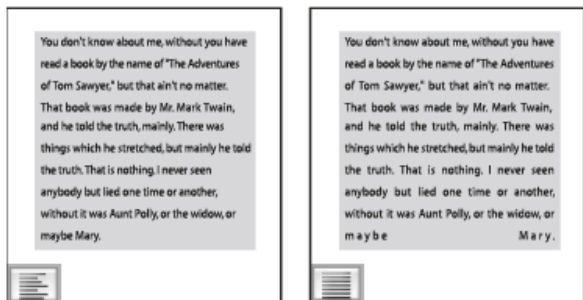 You don't know about me, without you have
read a book by the name of "The Adventures
of Tom Sawyer," but that ain't no matter.
That book was made by Mr. Mark Twain,
and he told the truth, mainly. There was
things which he stretched, but mainly he told
the truth. That is nothing. I never seen
anybody but lied one time or another,
without it was Aunt Polly, or the widow, or
maybe Mary.
You don't know about me, without you have
read a book by the name of "The Adventures
of Tom Sawyer," but that ain't no matter.
That book was made by Mr. Mark Twain,
and he told the truth, mainly. There was
things which he stretched, but mainly he told
the truth. That is nothing. I never seen
anybody but lied one time or another,
without it was Aunt Polly, or the widow, or
maybe Mary.